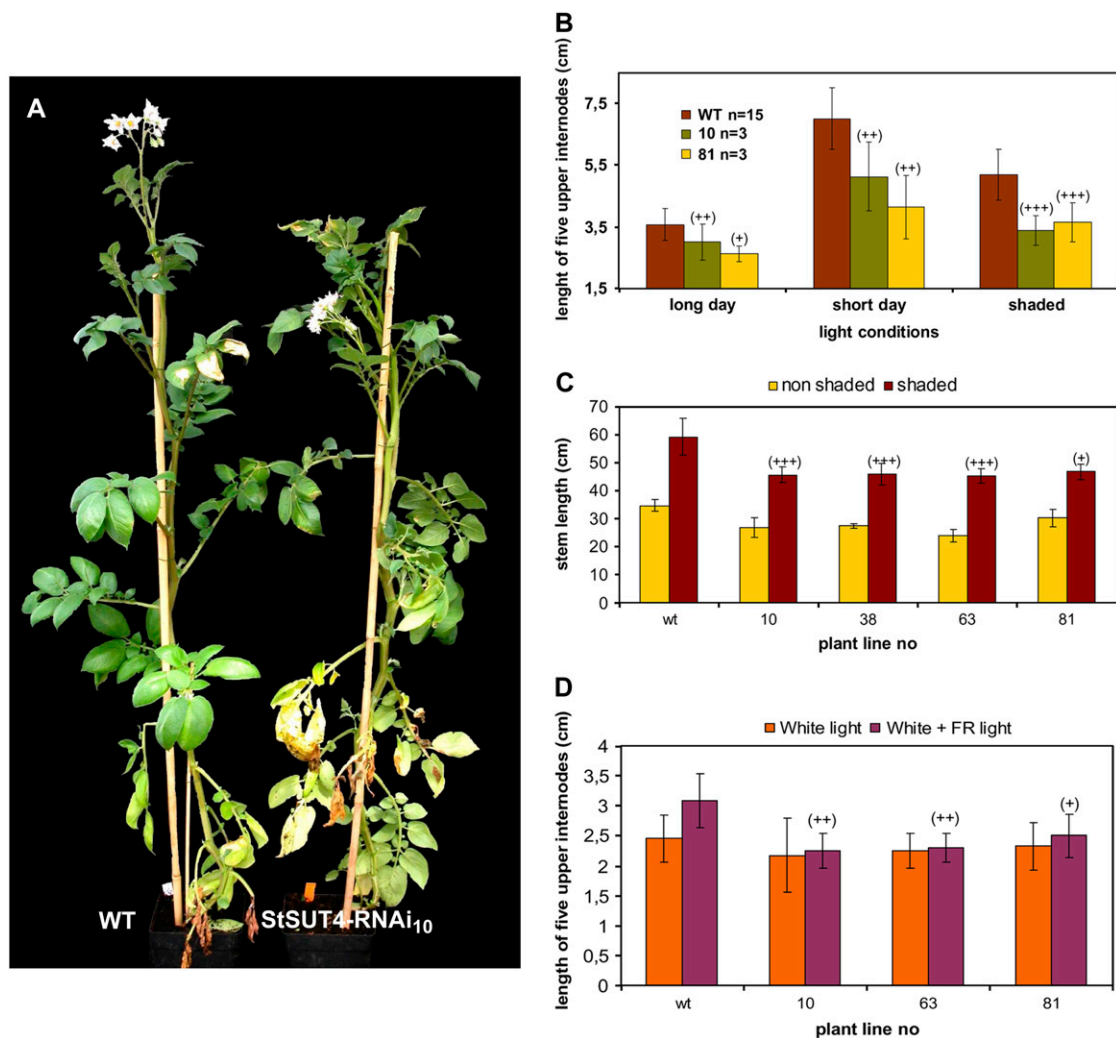 A
WT
StSUT4-RNAi10
B
lenght of five upper internodes (cm)
7,5
5,5
3,5
1,5
WT n=15
10 n=3
81 n=3
(++)
(+)
(++)
(++)
(+++)
(+++)
long day
short day
shaded
light conditions
C
non shaded
shaded
stem length (cm)
70
60
50
40
30
20
10
0
(+++)
(+++)
(+++)
(+)
wt
10
38
63
81
plant line no
D
length of five upper internodes (cm)
White light
White + FR light
4
3,5
3
2,5
2
1,5
1
0,5
0
(++)
(++)
(+)
wt
10
63
81
plant line no